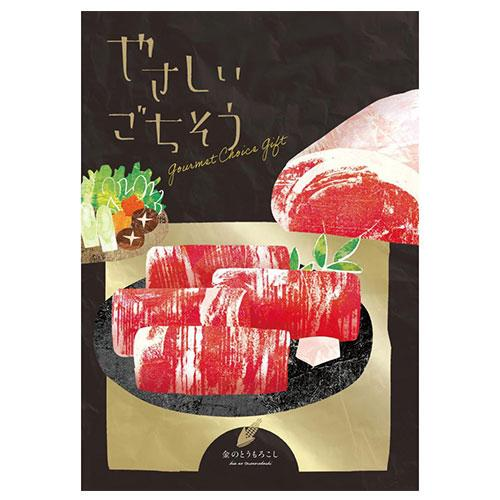 やさしい
ごちそう
gourmet Choice gift
金のとうもろこし
kin no toumorokoshi